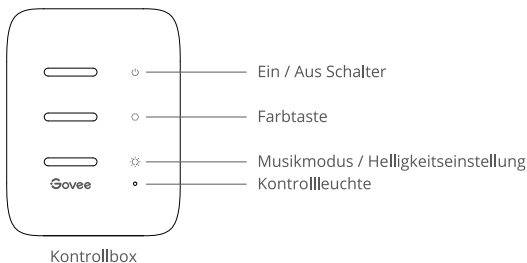 Ein / Aus Schalter
Farbtaste
Musikmodus / Helligkeitseinstellung
Govee
Kontrollleuchte
Kontrollbox